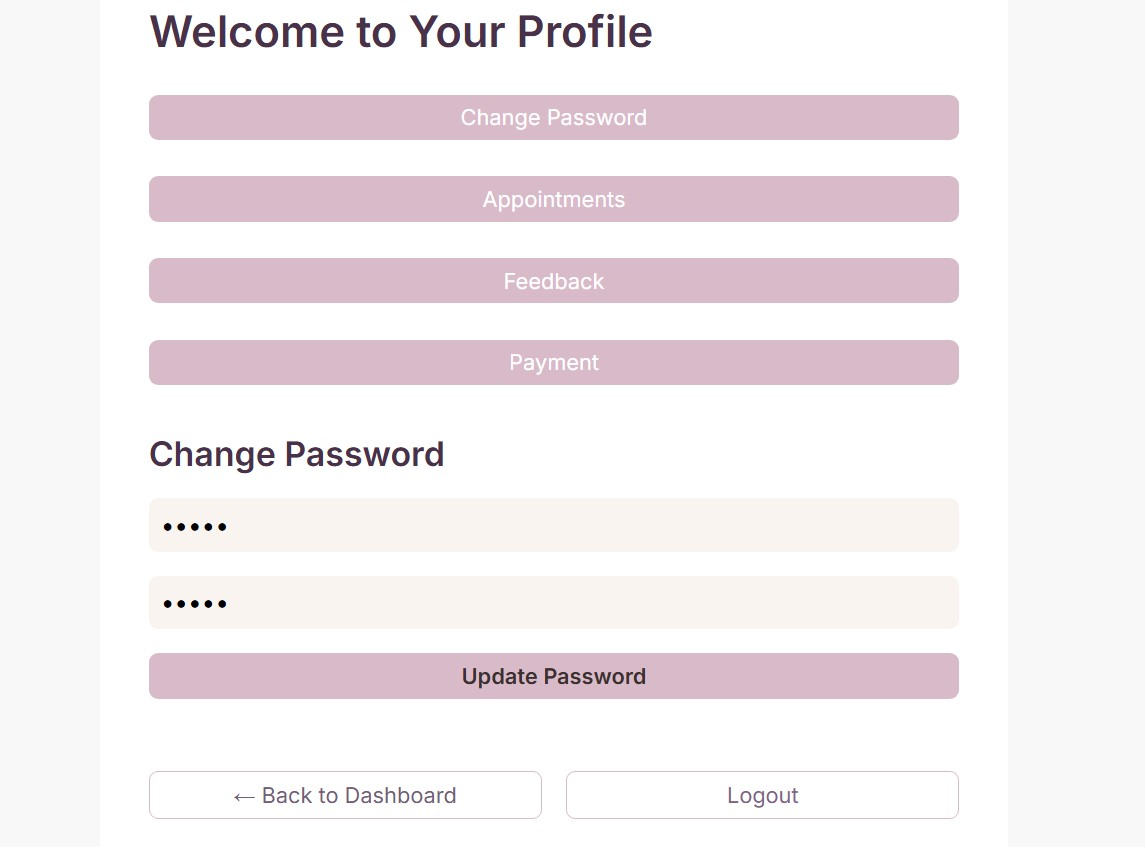 Welcome to Your Profile
Change Password
Appointments
Feedback
Payment
Change Password
•••••
•••••
Update Password
← Back to Dashboard
Logout